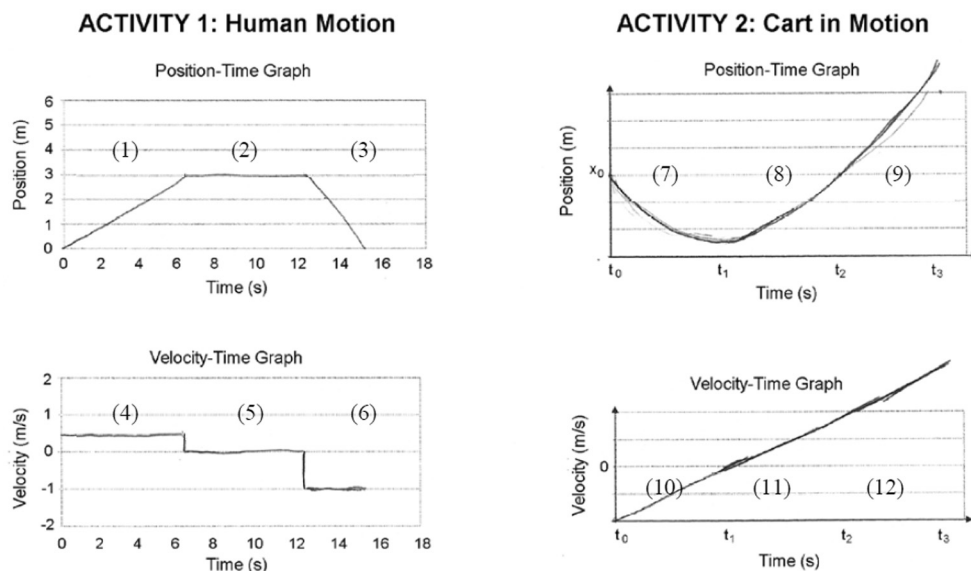 ACTIVITY 1: Human Motion
Position-Time Graph
Position (m)
6
5
4
3
2
1
0
(1) (2) (3)
0 2 4 6 8 10 12 14 16 18
Time (s)
Velocity-Time Graph
Velocity (m/s)
2
1
0
-1
-2
(4) (5) (6)
0 2 4 6 8 10 12 14 16 18
Time (s)
ACTIVITY 2: Cart in Motion
Position-Time Graph
Position (m)
x0
(7) (8) (9)
t0 t1 t2 t3
Time (s)
Velocity-Time Graph
Velocity (m/s)
0
(10) (11) (12)
t0 t1 t2 t3
Time (s)